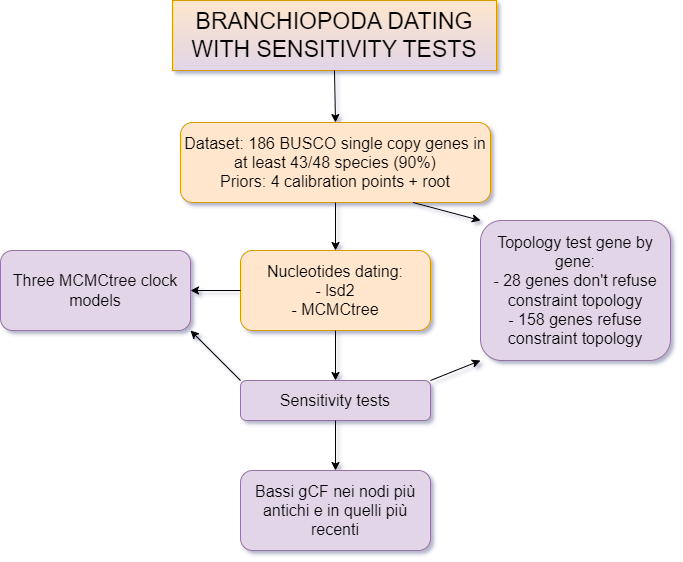 BRANCHIOPODA DATING
WITH SENSITIVITY TESTS
Dataset: 186 BUSCO single copy genes in
at least 43/48 species (90%)
Priors: 4 calibration points + root
Three MCMCtree clock
models
Nucleotides dating:
- lsd2
- MCMCtree
Topology test gene by
gene:
- 28 genes don't refuse
constraint topology
- 158 genes refuse
constraint topology
Sensitivity tests
Bassi gCF nei nodi più
antichi e in quelli più
recenti